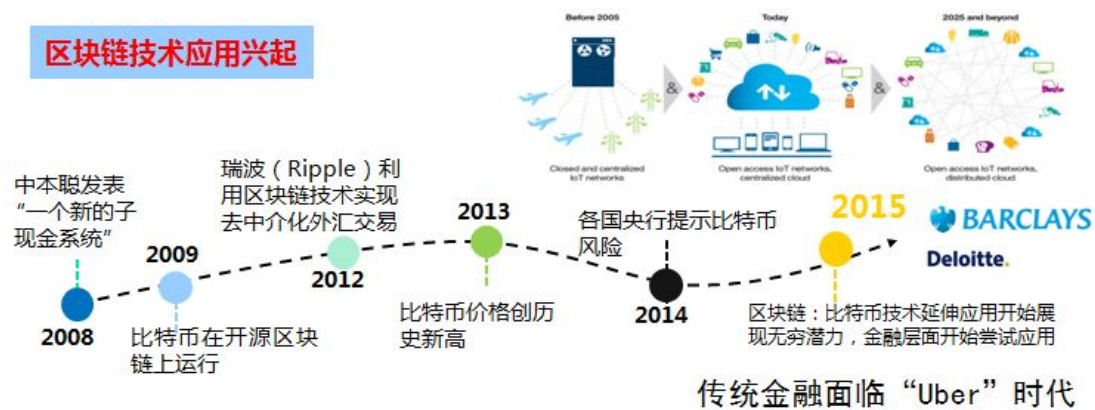 区块链技术应用兴起
Before 2005
Today
2025 and beyond
&
&
Closed and centralized
IoT networks
Open access IoT networks,
centralized cloud
Open access IoT networks,
distributed cloud
中本聪发表
“一个新的子
现金系统”
2008
2009
比特币在开源区块
链上运行
瑞波（Ripple）利
用区块链技术实现
去中介化外汇交易
2012
2013
比特币价格创历
史新高
各国央行提示比特币
风险
2014
2015
区块链：比特币技术延伸应用开始展
现无穷潜力，金融层面开始尝试应用
BARCLAYS
Deloitte.
传统金融面临“Uber”时代